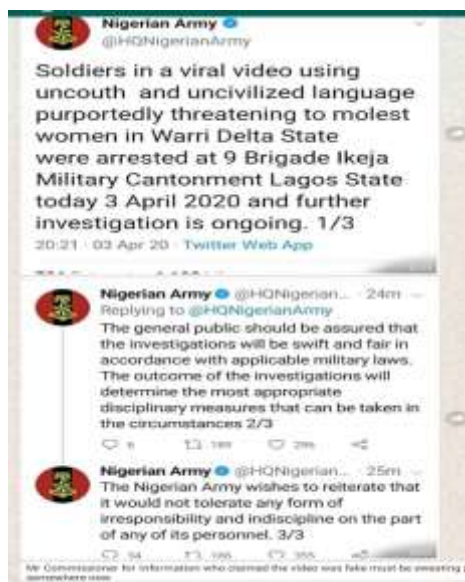 Nigerian Army
@HQNigerianArmy
Soldiers in a viral video using
uncouth and uncivilized language
purportedly threatening to molest
women in Warri Delta State
were arrested at 9 Brigade Ikeja
Military Cantonment Lagos State
today 3 April 2020 and further
investigation is ongoing. 1/3
20:21 · 03 Apr 20 · Twitter Web App
Nigerian Army @HQNigerian... · 24m
Replying to @HQNigerianArmy
The general public should be assured that
the investigations will be swift and fair in
accordance with applicable military laws.
The outcome of the investigations will
determine the most appropriate
disciplinary measures that can be taken in
the circumstances 2/3
6 189 296
Nigerian Army @HQNigerian... · 25m
The Nigerian Army wishes to reiterate that
it would not tolerate any form of
irresponsibility and indiscipline on the part
of any of its personnel. 3/3
Mr Commissioner for Information who claimed the video was fake must be sweating
somewhere now